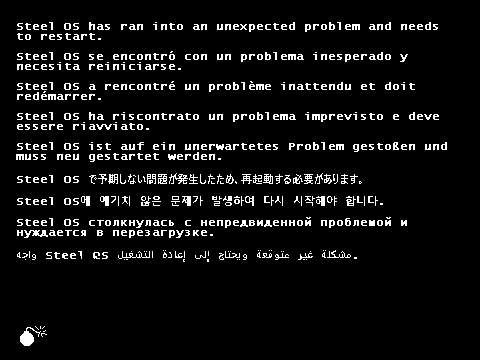 Steel OS has ran into an unexpected problem and needs
to restart.
Steel OS se encontró con un problema inesperado y
necesita reiniciarse.
Steel OS a rencontré un problème inattendu et doit
redémarrer.
Steel OS ha riscontrato un problema imprevisto e deve
essere riavviato.
Steel OS ist auf ein unerwartetes Problem gestoßen und
muss neu gestartet werden.
Steel OS で予期しない問題が発生したため、再起動する必要があります。
Steel OS에 예기치 않은 문제가 발생하여 다시 시작해야 합니다.
Steel OS столкнулась с непредвиденной проблемой и
нуждается в перезагрузке.
واجه Steel OS مشكلة غير متوقعة ويحتاج إلى إعادة التشغيل.